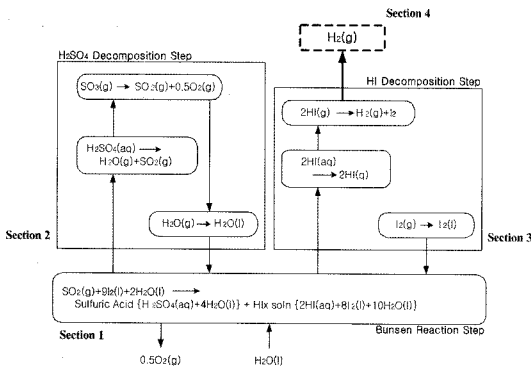 Section 4
H2(g)
H2SO4 Decomposition Step
SO3(g) → SO2(g)+0.5O2(g)
H2SO4(aq) →
H2O(g)+SO2(g)
H2O(g) → H2O(l)
Section 2
HI Decomposition Step
2HI(g) → H2(g)+I2
2HI(aq)
→ 2HI(g)
I2(g) → I2(l)
Section 3
SO2(g)+9I2(l)+2H2O(l) →
Sulfuric Acid {H2SO4(aq)+4H2O(l)} + HIx soln {2HI(aq)+8I2(l)+10H2O(l)}
Bunsen Reaction Step
Section 1
0.5O2(g)
H2O(l)